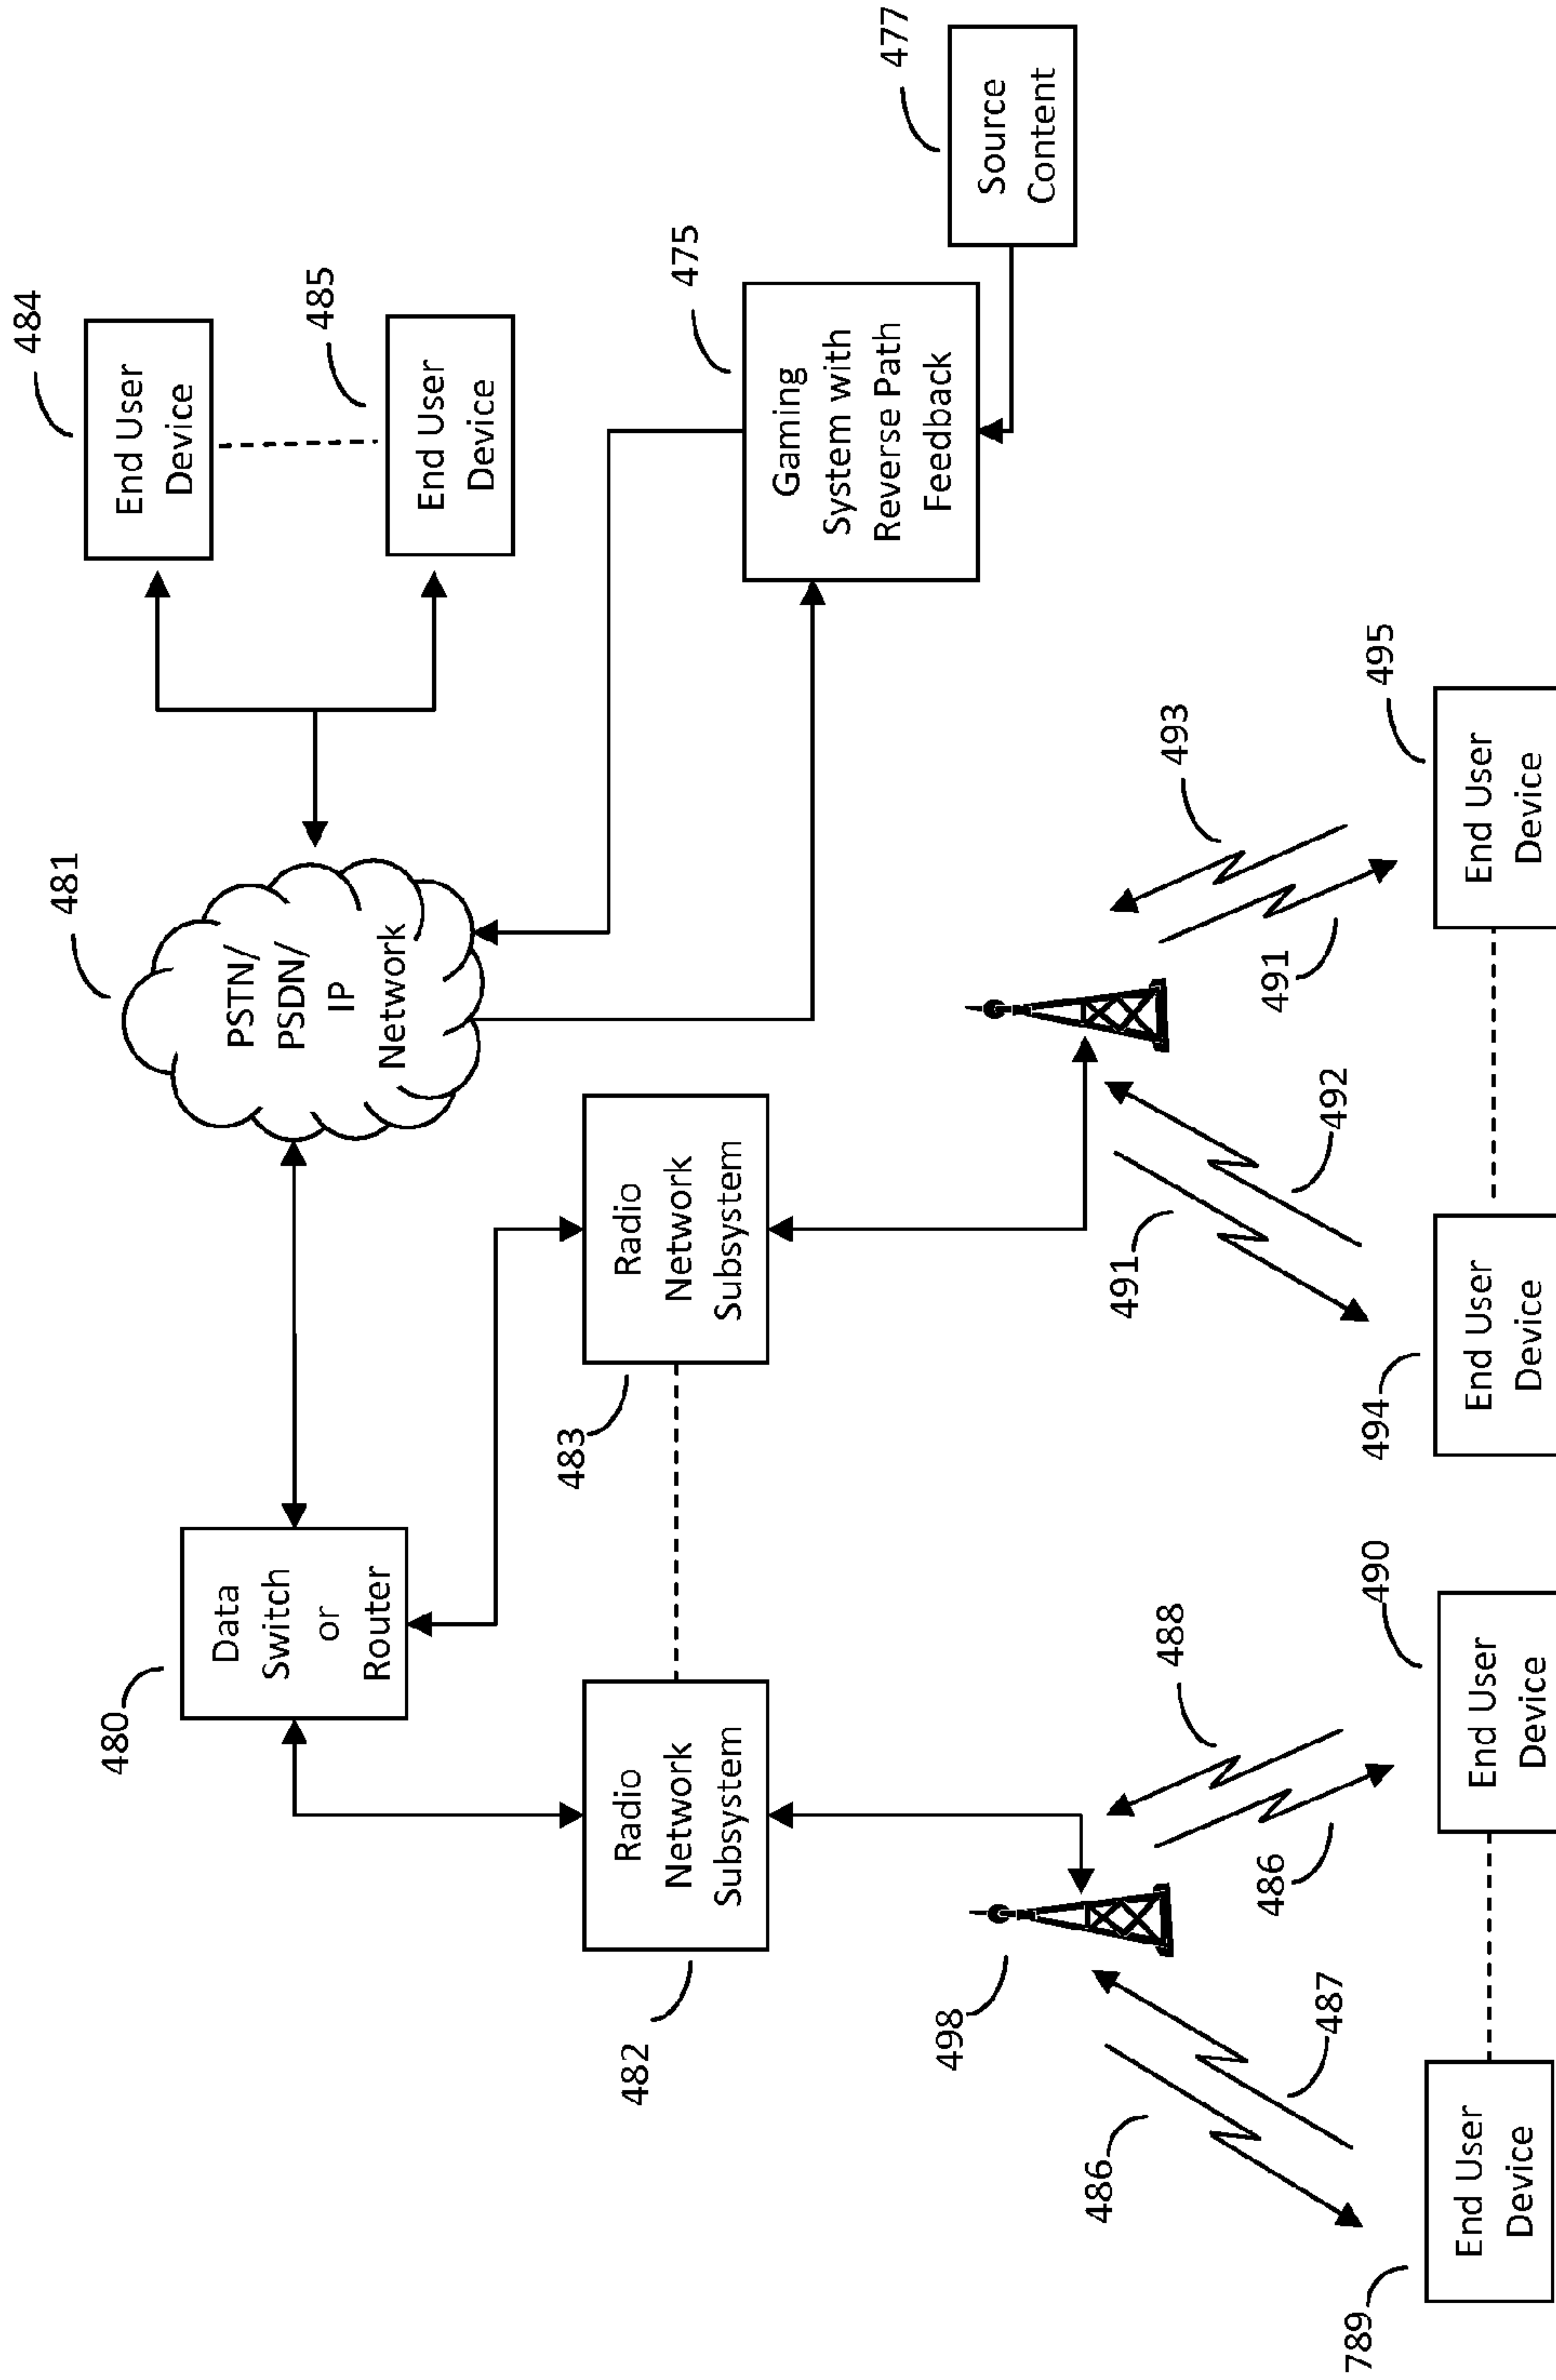 484
End User
Device
485
End User
Device
481
PSTN/
PSDN/
IP
Network
475
Gaming
System with
Reverse Path
Feedback
477
Source
Content
480
Data
Switch
or
Router
482
Radio
Network
Subsystem
483
Radio
Network
Subsystem
498
486
487
488
486
491
492
493
491
789
End User
Device
490
End User
Device
494
End User
Device
495
End User
Device